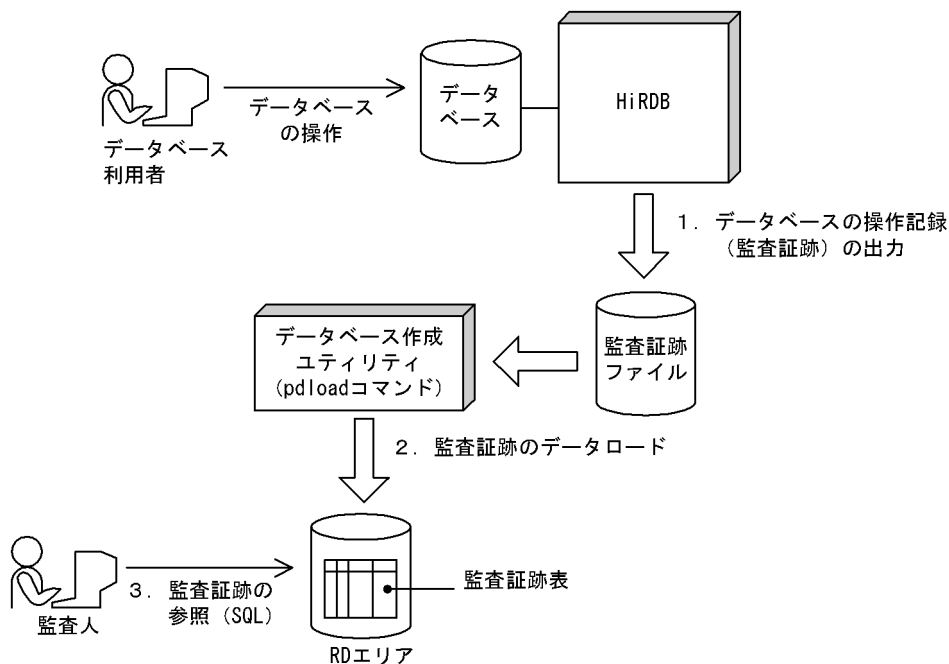 データ
ベース
HiRDB
データベース
の操作
データベース
利用者
1．データベースの操作記録
（監査証跡）の出力
データベース作成
ユティリティ
(pdloadコマンド)
監査証跡
ファイル
2．監査証跡のデータロード
3．監査証跡の
参照（SQL）
監査証跡表
監査人
RDエリア